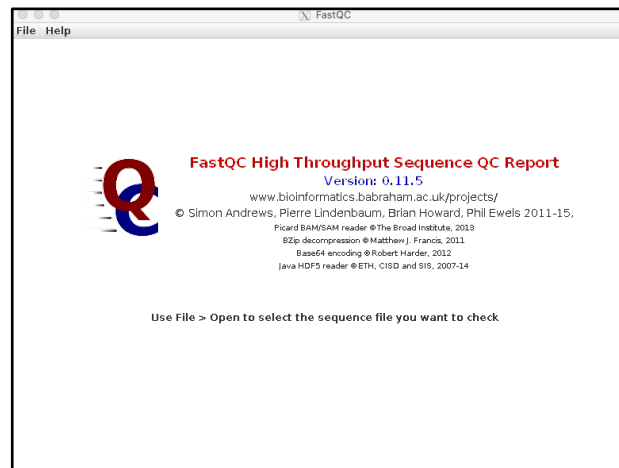 FastQC
File Help
FastQC High Throughput Sequence QC Report
Version: 0.11.5
www.bioinformatics.babraham.ac.uk/projects/
© Simon Andrews, Pierre Lindenbaum, Brian Howard, Phil Ewels 2011-15,
Picard BAM/SAM reader © The Broad Institute, 2013
BZip decompression © Matthew J. Francis, 2011
Base64 encoding © Robert Harder, 2012
Java HDF5 reader © ETH, CISD and SIS, 2007-14
Use File > Open to select the sequence file you want to check